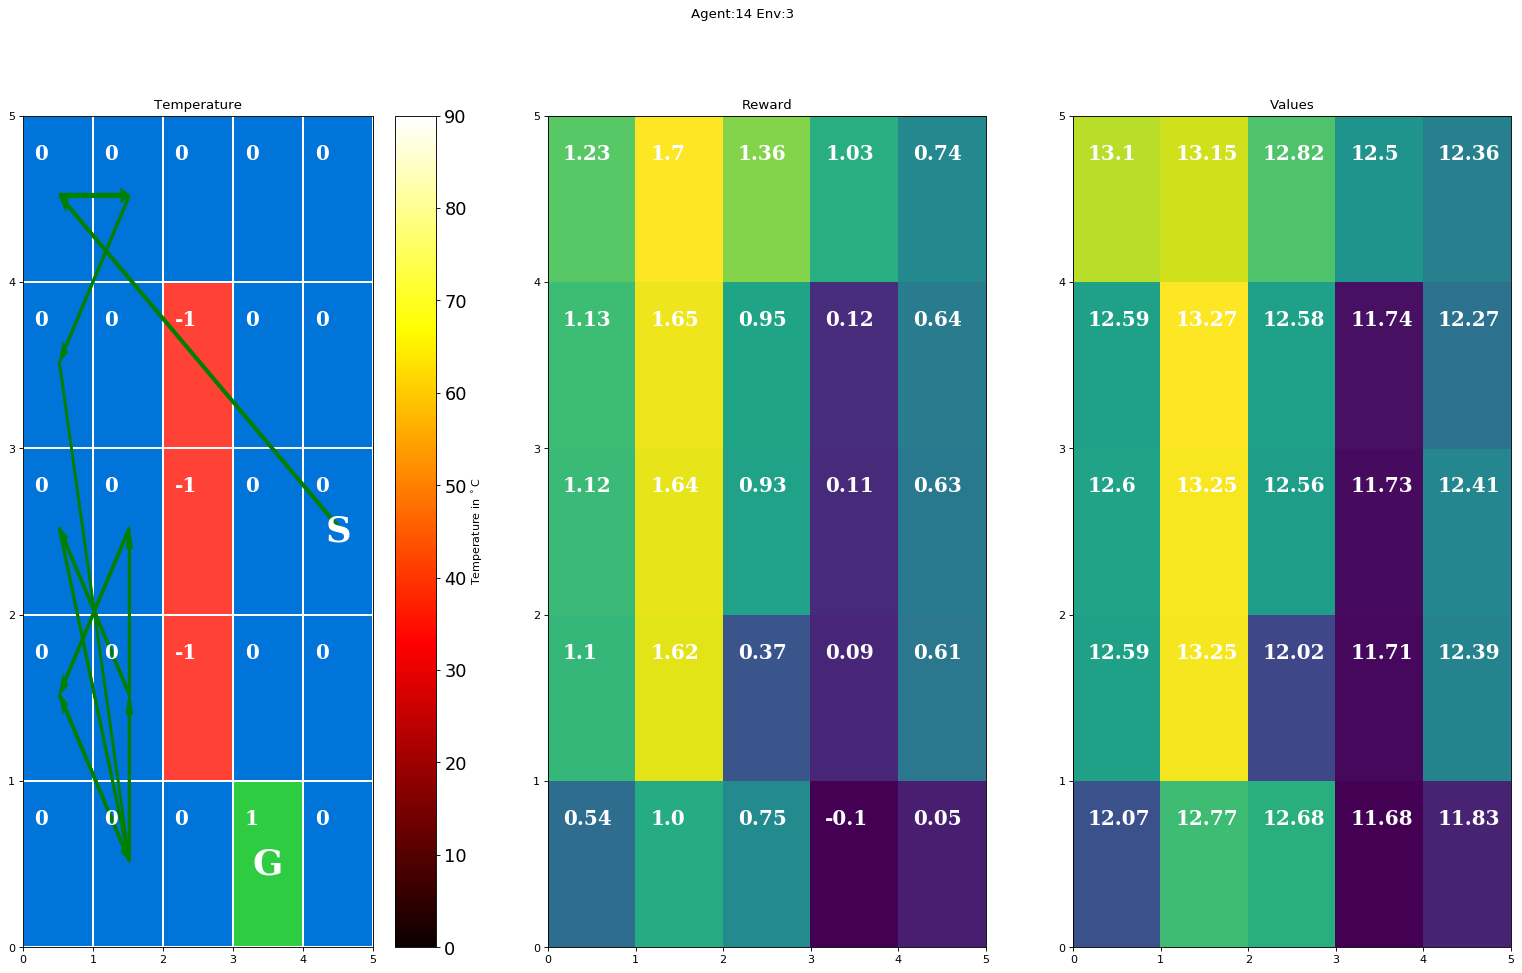 Agent:14 Env:3
Temperature
5
4
3
2
1
0
0 0 0 0 0
0 0 -1 0 0
0 0 -1 0 0
S
0 0 -1 0 0
0 0 0 1 0
G
0 1 2 3 4 5
90
80
70
60
50
40
30
20
10
0
Temperature in °C
Reward
5
4
3
2
1
0
1.23 1.7 1.36 1.03 0.74
1.13 1.65 0.95 0.12 0.64
1.12 1.64 0.93 0.11 0.63
1.1 1.62 0.37 0.09 0.61
0.54 1.0 0.75 -0.1 0.05
0 1 2 3 4 5
Values
5
4
3
2
1
0
13.1 13.15 12.82 12.5 12.36
12.59 13.27 12.58 11.74 12.27
12.6 13.25 12.56 11.73 12.41
12.59 13.25 12.02 11.71 12.39
12.07 12.77 12.68 11.68 11.83
0 1 2 3 4 5